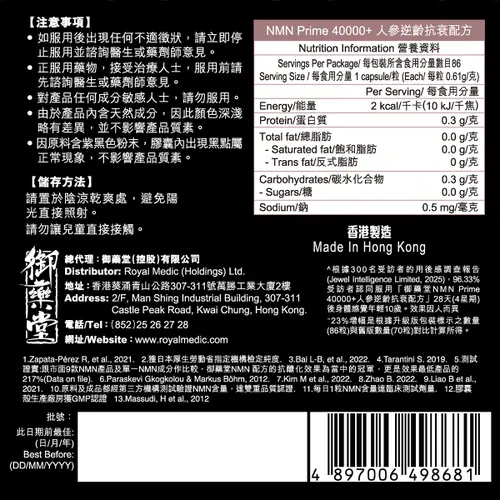 【注意事項】
• 如服用後出現任何不適徵狀，請立即停
止服用並諮詢醫生或藥劑師意見。
• 正服用藥物，接受治療人士，服用前請
先諮詢醫生或藥劑師意見。
• 對產品任何成分敏感人士，請勿服用。
• 由於產品內含天然成分，因此顏色深淺
略有差異，並不影響產品質素。
• 因原料含紫黑色粉末，膠囊內出現黑點屬
正常現象，不影響產品質素。
【儲存方法】
請置於陰涼乾爽處，避免陽
光直接照射。
請勿讓兒童直接接觸。
NMN Prime 40000+ 人參逆齡抗衰配方
Nutrition Information 營養資料
Servings Per Package/ 每包裝所含食用分量數目86
Serving Size / 每食用分量 1 capsule/粒 (Each/ 每粒 0.61g/克)
Per Serving/ 每食用分量
Energy/能量 2 kcal/千卡(10 kJ/千焦)
Protein/蛋白質 0.3 g/克
Total fat/總脂肪 0.0 g/克
- Saturated fat/飽和脂肪 0.0 g/克
- Trans fat/反式脂肪 0.0 g/克
Carbohydrates/碳水化合物 0.3 g/克
- Sugars/糖 0.0 g/克
Sodium/鈉 0.5 mg/毫克
香港製造
Made In Hong Kong
御藥堂
總代理：御藥堂(控股)有限公司
Distributor: Royal Medic (Holdings) Ltd.
地址：香港葵涌青山公路307-311號萬勝工業大廈2樓
Address: 2/F, Man Shing Industrial Building, 307-311
Castle Peak Road, Kwai Chung, Hong Kong.
電話/Tel : (852)25 26 27 28
網址/Website : www.royalmedic.com
^根據300名受訪者的用後感調查報告
(Jewel Intelligence Limited, 2025)，96.33%
受訪者認同服用「御藥堂NMN Prime
40000+人參逆齡抗衰配方」28天(4星期)
後身體感覺年輕10歲。效果因人而異
~23%增幅是根據升級版包裝標示之數量
(86粒)與舊版數量(70粒)對比計算所得。
1.Zapata-Pérez R, et al., 2021. 2.獲日本厚生勞動省指定機構檢定純度. 3.Bai L-B, et al., 2022. 4.Tarantini S. 2019. 5.測試
證實:跟市面9款NMN產品及單一NMN成分作比較，御藥堂NMN 配方的抗糖化效果為當中的冠軍，更是效果最低產品的
217%(Data on file). 6.Paraskevi Gkogkolou & Markus Böhm, 2012. 7.Kim M et al., 2022. 8.Zhao B. 2022. 9.Liao B et al.,
2021. 10.原料及成品都經第三方機構測試驗證NMN含量，達雙重品質認證. 11.每日1粒NMN含量達臨床測試劑量. 12.膠囊
殼生產廠房獲GMP認證 13.Massudi, H et al., 2012
批號：
此日期前最佳:
(日/月/年)
Best Before:
(DD/MM/YYYY)
4 897006 498681